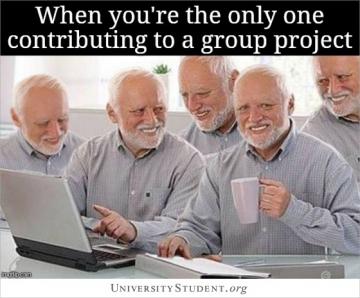 When you're the only one
contributing to a group project
imgflip.com
UNIVERSITYSTUDENT.org